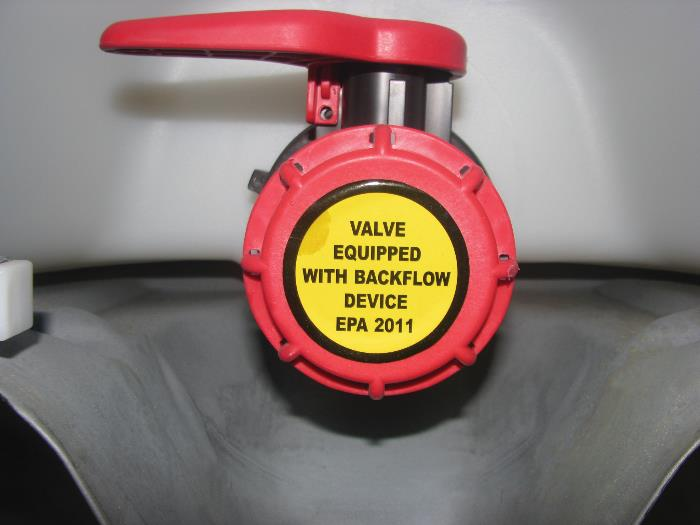 VALVE
EQUIPPED
WITH BACKFLOW
DEVICE
EPA 2011